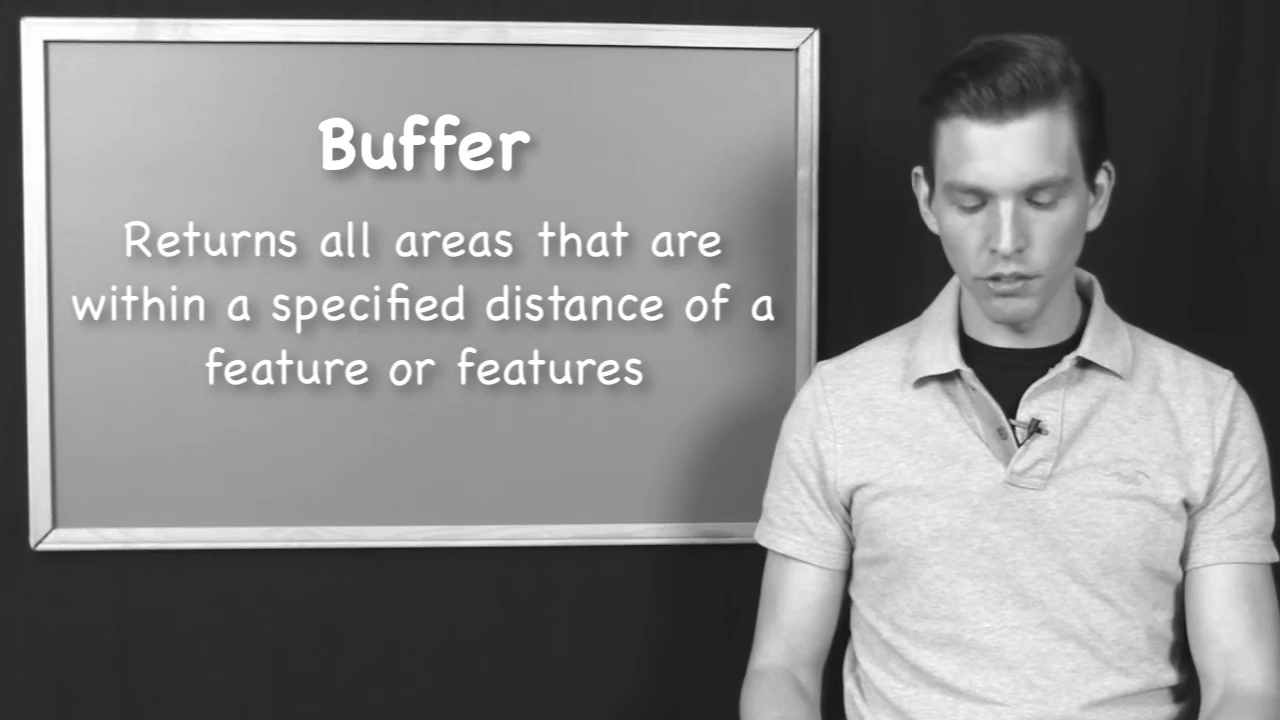 Buffer
Returns all areas that are
within a specified distance of a
feature or features